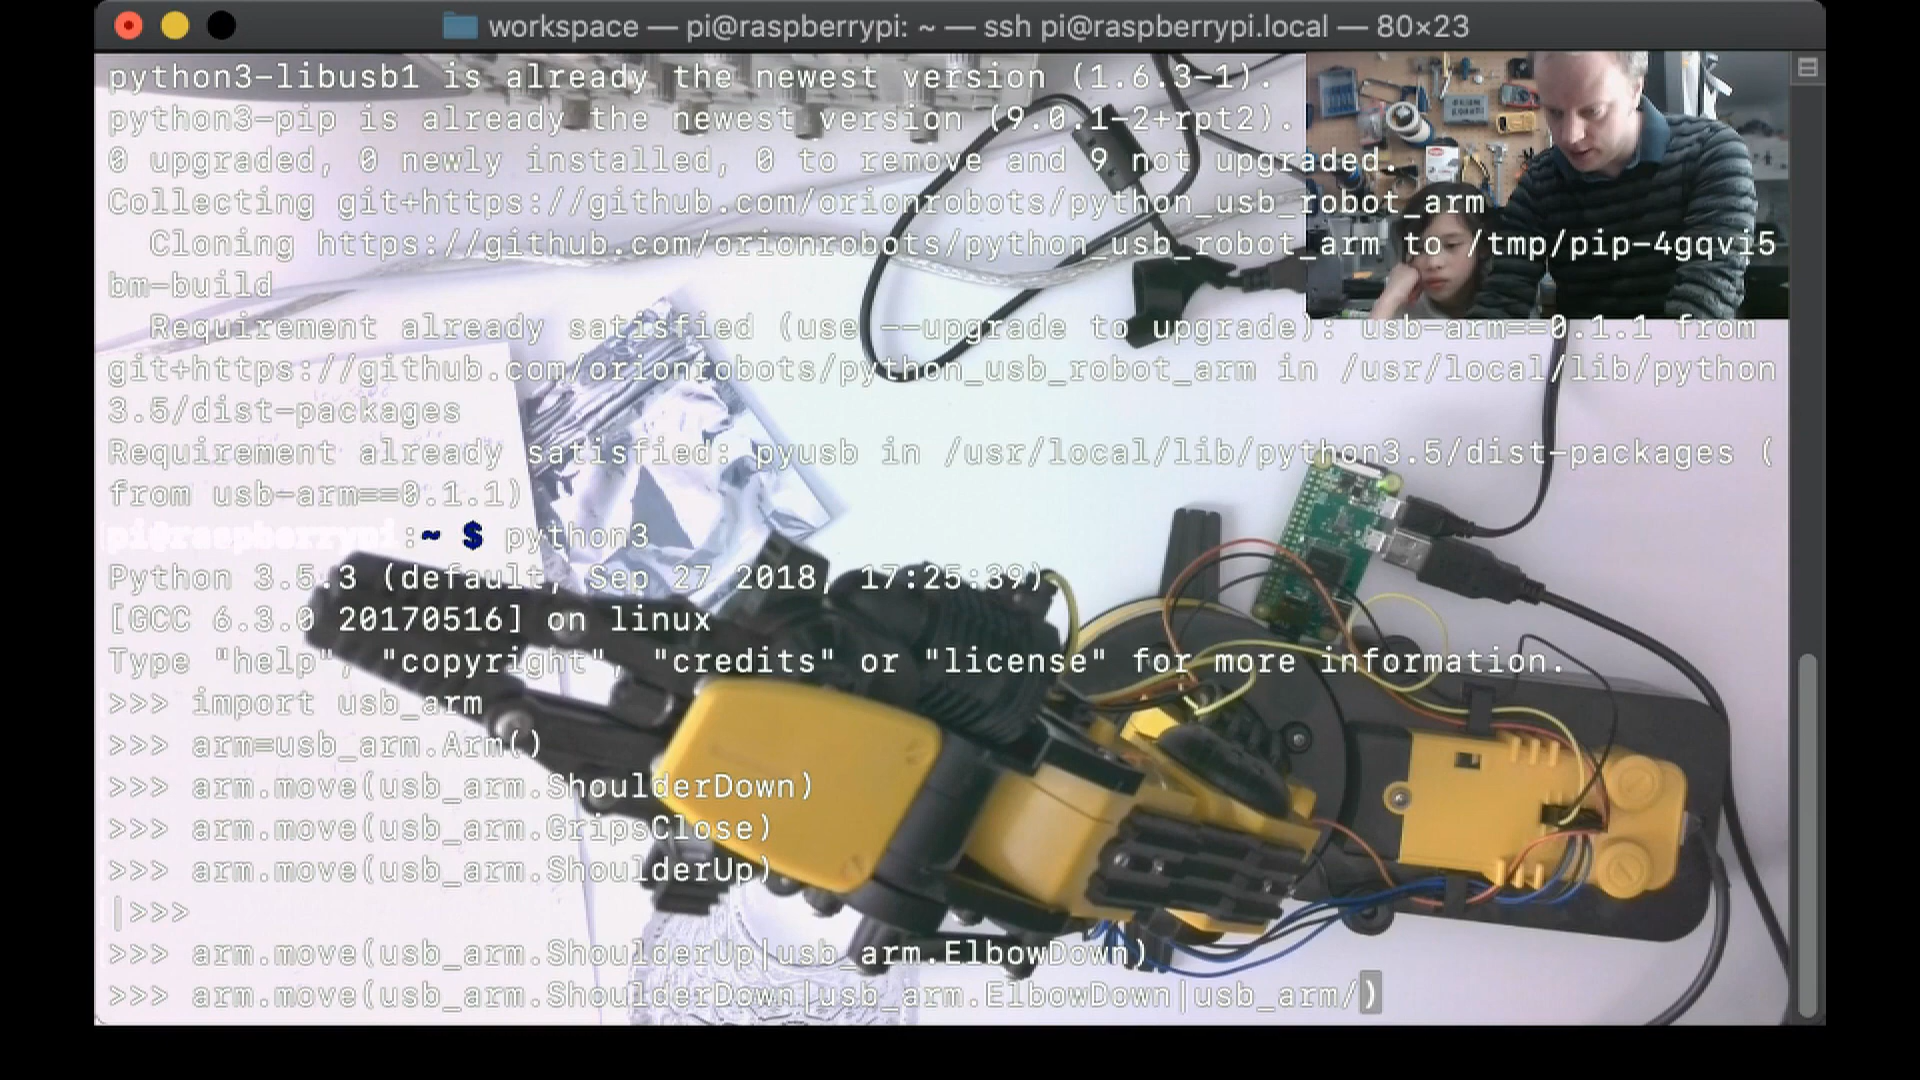 workspace — pi@raspberrypi: ~ — ssh pi@raspberrypi.local — 80×23
python3-libusb1 is already the newest version (1.6.3-1).
python3-pip is already the newest version (9.0.1-2+rpt2).
0 upgraded, 0 newly installed, 0 to remove and 9 not upgraded.
Collecting git+https://github.com/orionrobots/python_usb_robot_arm
Cloning https://github.com/orionrobots/python_usb_robot_arm to /tmp/pip-4gqvi5
bm-build
Requirement already satisfied (use --upgrade to upgrade): usb-arm==0.1.1 from
git+https://github.com/orionrobots/python_usb_robot_arm in /usr/local/lib/python
3.5/dist-packages
Requirement already satisfied: pyusb in /usr/local/lib/python3.5/dist-packages (
from usb-arm==0.1.1)
pi@raspberrypi:~ $ python3
Python 3.5.3 (default, Sep 27 2018, 17:25:39)
[GCC 6.3.0 20170516] on linux
Type "help", "copyright", "credits" or "license" for more information.
>>> import usb_arm
>>> arm=usb_arm.Arm()
>>> arm.move(usb_arm.ShoulderDown)
>>> arm.move(usb_arm.GripsClose)
>>> arm.move(usb_arm.ShoulderUp)
|>>>
>>> arm.move(usb_arm.ShoulderUp|usb_arm.ElbowDown)
>>> arm.move(usb_arm.ShoulderDown|usb_arm.ElbowDown|usb_arm/)